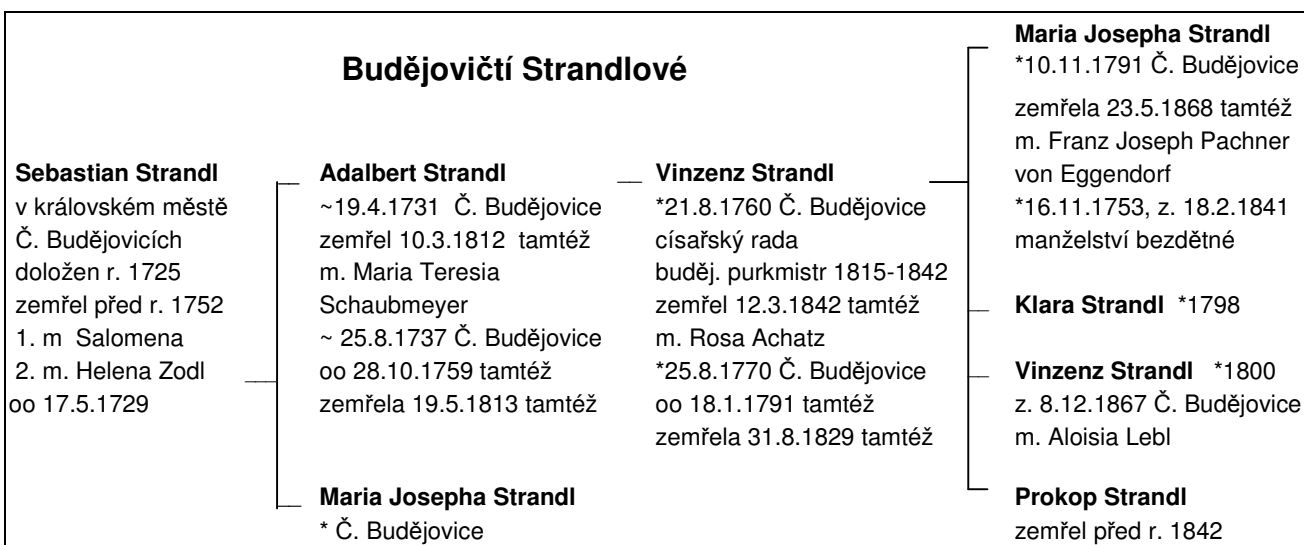 Budějovičtí Strandlové
Sebastian Strandl
v královském městě
Č. Budějovicích
doložen r. 1725
zemřel před r. 1752
1. m Salomena
2. m. Helena Zodl
oo 17.5.1729
Adalbert Strandl
~19.4.1731 Č. Budějovice
zemřel 10.3.1812 tamtéž
m. Maria Teresia
Schaubmeyer
~ 25.8.1737 Č. Budějovice
oo 28.10.1759 tamtéž
zemřela 19.5.1813 tamtéž
Maria Josepha Strandl
* Č. Budějovice
Vinzenz Strandl
*21.8.1760 Č. Budějovice
císařský rada
buděj. purkmistr 1815-1842
zemřel 12.3.1842 tamtéž
m. Rosa Achatz
*25.8.1770 Č. Budějovice
oo 18.1.1791 tamtéž
zemřela 31.8.1829 tamtéž
Maria Josepha Strandl
*10.11.1791 Č. Budějovice
zemřela 23.5.1868 tamtéž
m. Franz Joseph Pachner
von Eggendorf
*16.11.1753, z. 18.2.1841
manželství bezdětné
Klara Strandl *1798
Vinzenz Strandl *1800
z. 8.12.1867 Č. Budějovice
m. Aloisia Lebl
Prokop Strandl
zemřel před r. 1842